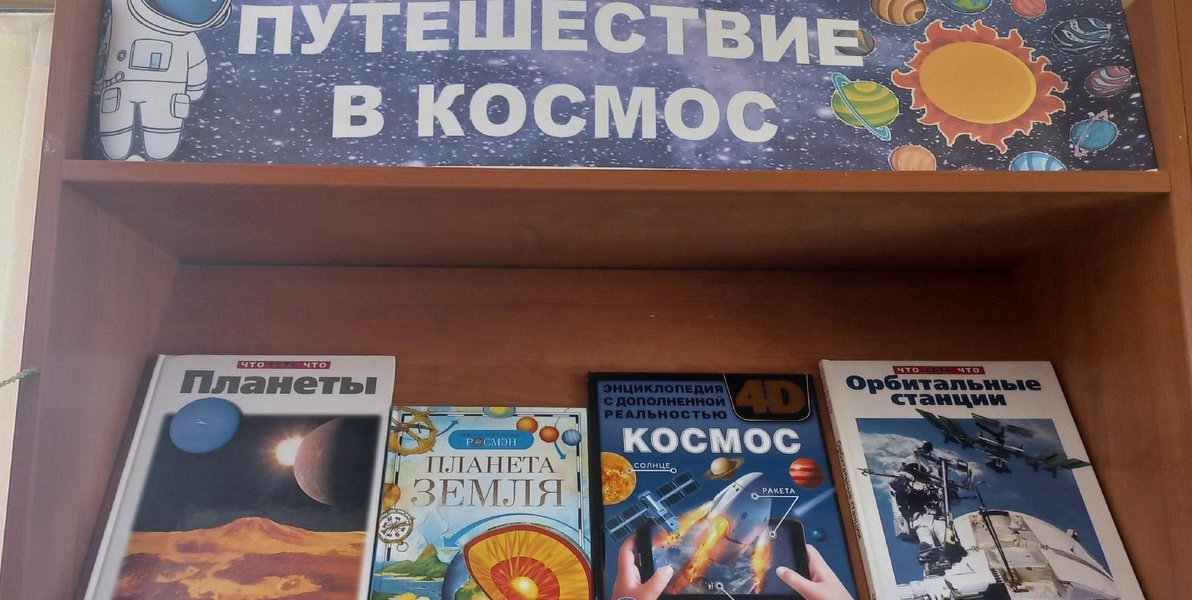 ПУТЕШЕСТВИЕ
В КОСМОС
ЧТО ЕСТЬ ЧТО
Планеты
РОСМЭН
ПЛАНЕТА
ЗЕМЛЯ
ЭНЦИКЛОПЕДИЯ
С ДОПОЛНЕННОЙ
РЕАЛЬНОСТЬЮ
4D
КОСМОС
СОЛНЦЕ
РАКЕТА
ЧТО ЕСТЬ ЧТО
Орбитальные
станции